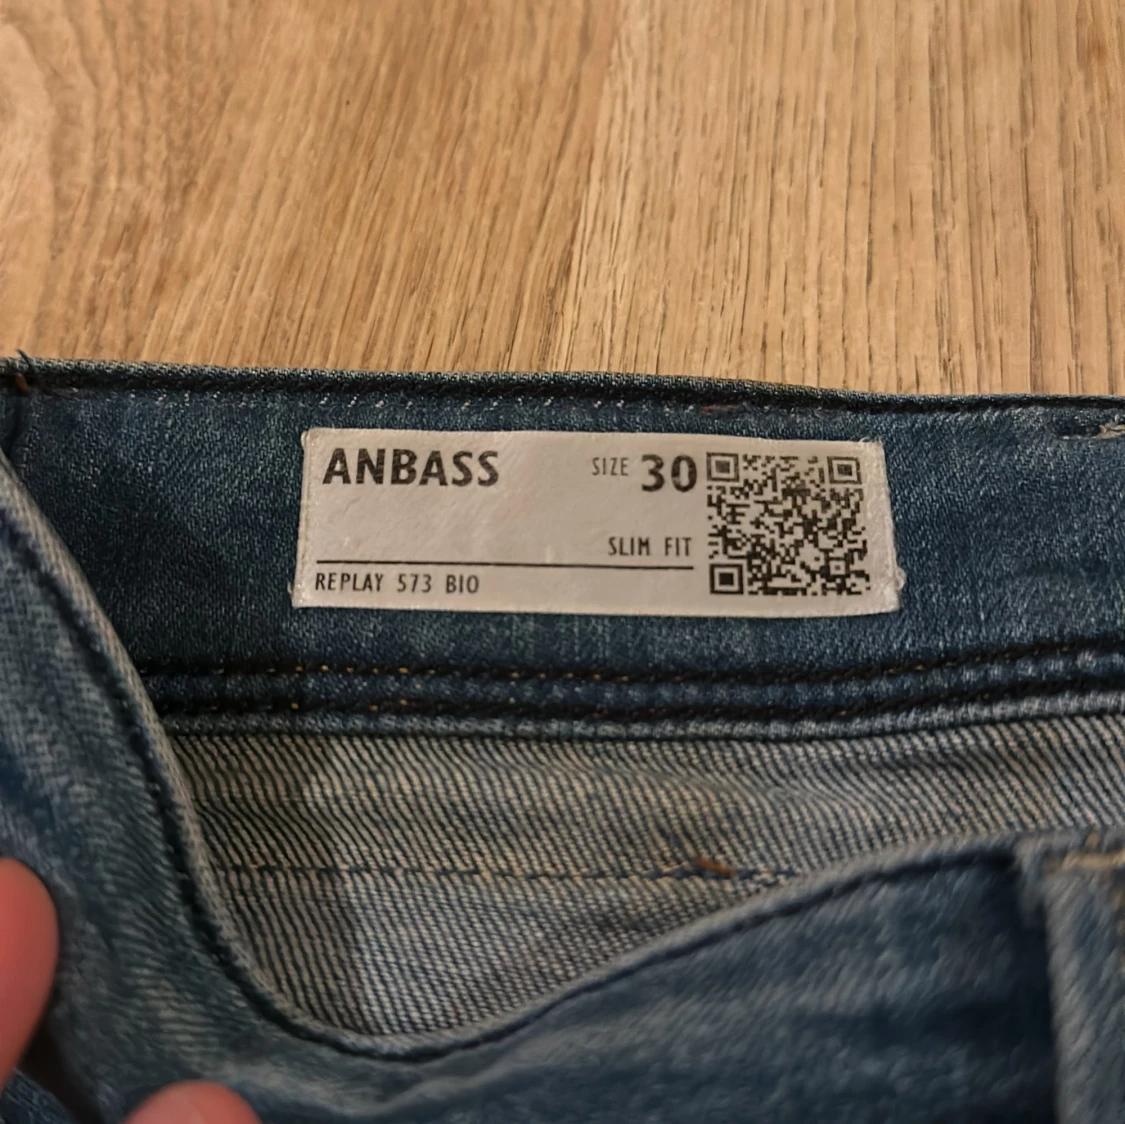 ANBASS
SIZE 30
SLIM FIT
REPLAY 573 BIO